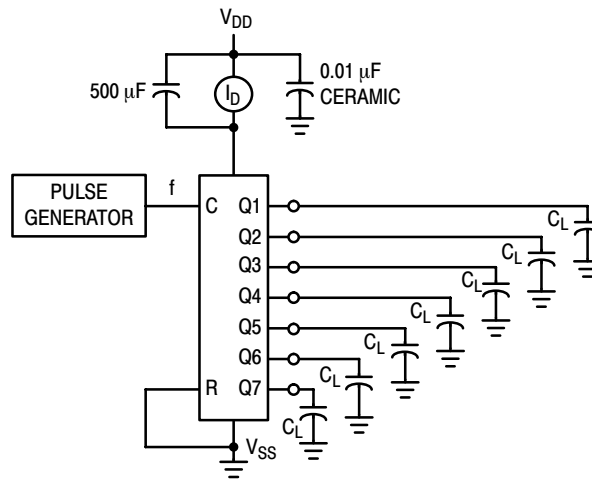 VDD
500 μF
ID
0.01 μF
CERAMIC
PULSE
GENERATOR
f
C
Q1
CL
Q2
CL
Q3
CL
Q4
CL
Q5
CL
Q6
CL
R
Q7
CL
VSS